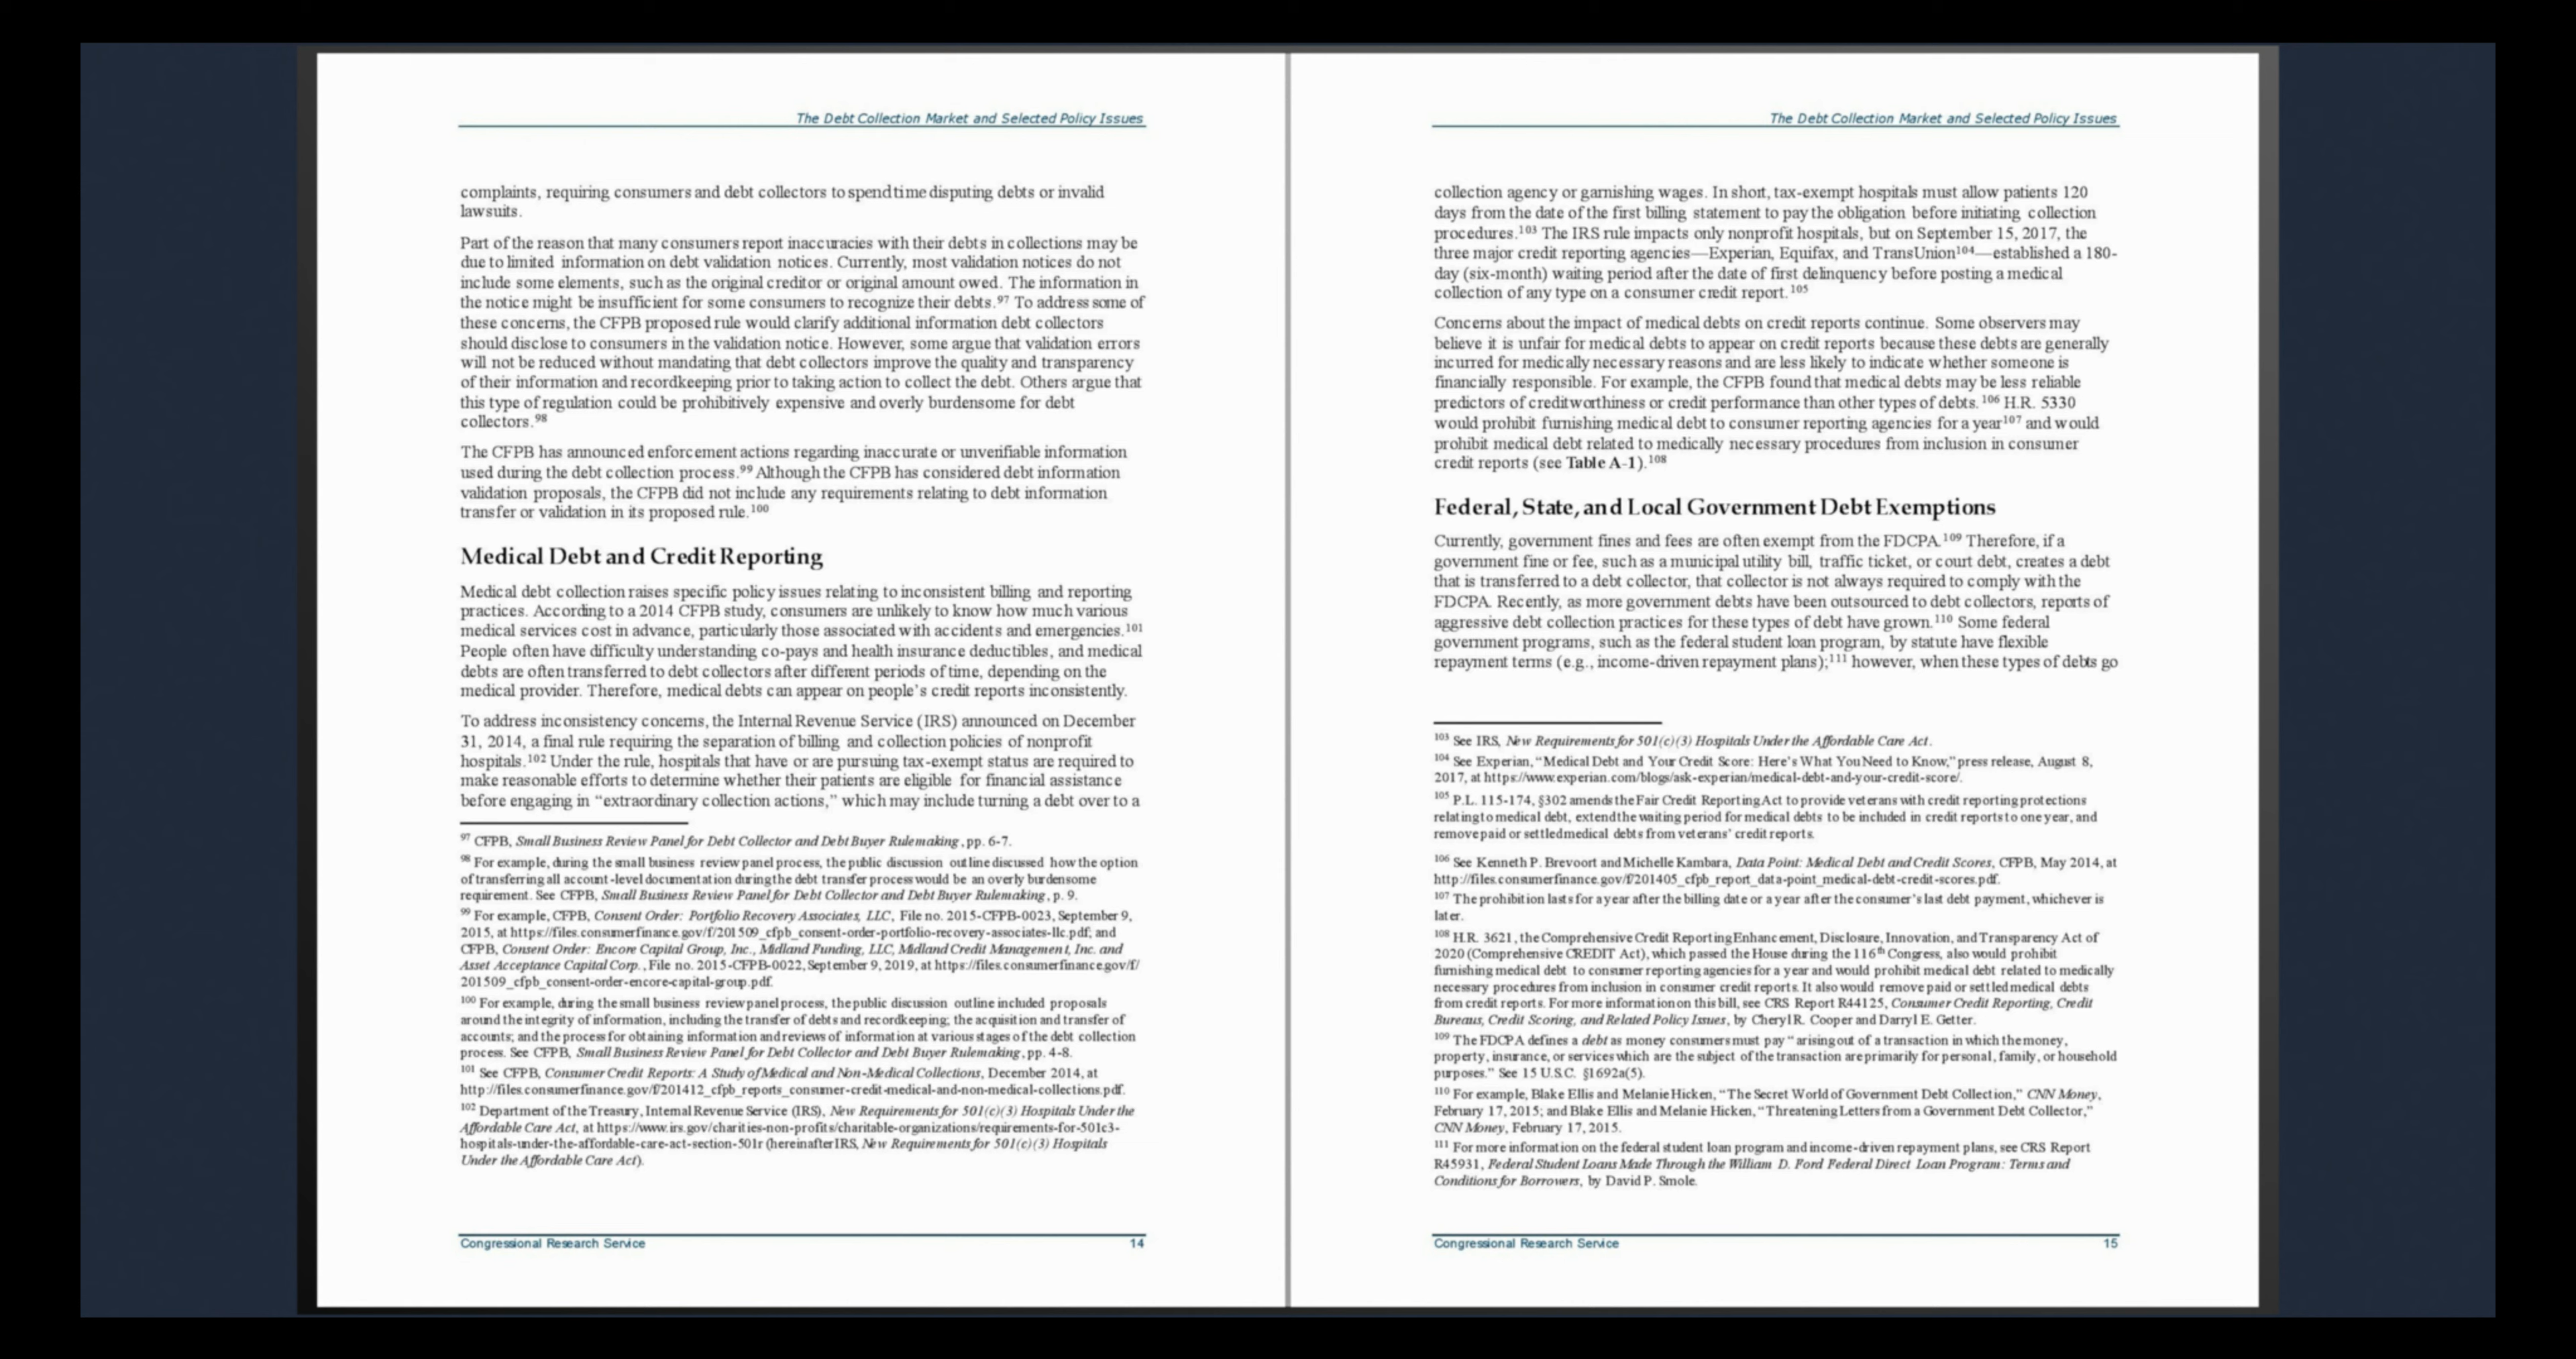 The Debt Collection Market and Selected Policy Issues
complaints, requiring consumers and debt collectors to spend time disputing debts or invalid
lawsuits.
Part of the reason that many consumers report inaccuracies with their debts in collections may be
due to limited information on debt validation notices. Currently, most validation notices do not
include some elements, such as the original creditor or original amount owed. The information in
the notice might be insufficient for some consumers to recognize their debts.97 To address some of
these concerns, the CFPB proposed rule would clarify additional information debt collectors
should disclose to consumers in the validation notice. However, some argue that validation errors
will not be reduced without mandating that debt collectors improve the quality and transparency
of their information and recordkeeping prior to taking action to collect the debt. Others argue that
this type of regulation could be prohibitively expensive and overly burdensome for debt
collectors.98
The CFPB has announced enforcement actions regarding inaccurate or unverifiable information
used during the debt collection process.99 Although the CFPB has considered debt information
validation proposals, the CFPB did not include any requirements relating to debt information
transfer or validation in its proposed rule.100
Medical Debt and Credit Reporting
Medical debt collection raises specific policy issues relating to inconsistent billing and reporting
practices. According to a 2014 CFPB study, consumers are unlikely to know how much various
medical services cost in advance, particularly those associated with accidents and emergencies.101
People often have difficulty understanding co-pays and health insurance deductibles, and medical
debts are often transferred to debt collectors after different periods of time, depending on the
medical provider. Therefore, medical debts can appear on people's credit reports inconsistently.
To address inconsistency concerns, the Internal Revenue Service (IRS) announced on December
31, 2014, a final rule requiring the separation of billing and collection policies of nonprofit
hospitals.102 Under the rule, hospitals that have or are pursuing tax-exempt status are required to
make reasonable efforts to determine whether their patients are eligible for financial assistance
before engaging in “extraordinary collection actions,” which may include turning a debt over to a
97 CFPB, Small Business Review Panel for Debt Collector and Debt Buyer Rulemaking, pp. 6-7.
98 For example, during the small business review panel process, the public discussion outline discussed how the option
of transferring all account-level documentation during the debt transfer process would be an overly burdensome
requirement. See CFPB, Small Business Review Panel for Debt Collector and Debt Buyer Rulemaking, p. 9.
99 For example, CFPB, Consent Order: Portfolio Recovery Associates, LLC, File no. 2015-CFPB-0023, September 9,
2015, at https://files.consumerfinance.gov/f/201509_cfpb_consent-order-portfolio-recovery-associates-llc.pdf; and
CFPB, Consent Order: Encore Capital Group, Inc., Midland Funding, LLC, Midland Credit Management, Inc. and
Asset Acceptance Capital Corp., File no. 2015-CFPB-0022, September 9, 2019, at https://files.consumerfinance.gov/f/
201509_cfpb_consent-order-encore-capital-group.pdf.
100 For example, during the small business review panel process, the public discussion outline included proposals
around the integrity of information, including the transfer of debts and recordkeeping; the acquisition and transfer of
accounts; and the process for obtaining information and reviews of information at various stages of the debt collection
process. See CFPB, Small Business Review Panel for Debt Collector and Debt Buyer Rulemaking, pp. 4-8.
101 See CFPB, Consumer Credit Reports: A Study of Medical and Non-Medical Collections, December 2014, at
http://files.consumerfinance.gov/f/201412_cfpb_reports_consumer-credit-medical-and-non-medical-collections.pdf.
102 Department of the Treasury, Internal Revenue Service (IRS), New Requirements for 501(c)(3) Hospitals Under the
Affordable Care Act, at https://www.irs.gov/charities-non-profits/charitable-organizations/requirements-for-501c3-
hospitals-under-the-affordable-care-act-section-501r (hereinafter IRS, New Requirements for 501(c)(3) Hospitals
Under the Affordable Care Act).
Congressional Research Service 14
The Debt Collection Market and Selected Policy Issues
collection agency or garnishing wages. In short, tax-exempt hospitals must allow patients 120
days from the date of the first billing statement to pay the obligation before initiating collection
procedures.103 The IRS rule impacts only nonprofit hospitals, but on September 15, 2017, the
three major credit reporting agencies—Experian, Equifax, and TransUnion104—established a 180-
day (six-month) waiting period after the date of first delinquency before posting a medical
collection of any type on a consumer credit report.105
Concerns about the impact of medical debts on credit reports continue. Some observers may
believe it is unfair for medical debts to appear on credit reports because these debts are generally
incurred for medically necessary reasons and are less likely to indicate whether someone is
financially responsible. For example, the CFPB found that medical debts may be less reliable
predictors of creditworthiness or credit performance than other types of debts.106 H.R. 5330
would prohibit furnishing medical debt to consumer reporting agencies for a year107 and would
prohibit medical debt related to medically necessary procedures from inclusion in consumer
credit reports (see Table A-1).108
Federal, State, and Local Government Debt Exemptions
Currently, government fines and fees are often exempt from the FDCPA.109 Therefore, if a
government fine or fee, such as a municipal utility bill, traffic ticket, or court debt, creates a debt
that is transferred to a debt collector, that collector is not always required to comply with the
FDCPA. Recently, as more government debts have been outsourced to debt collectors, reports of
aggressive debt collection practices for these types of debt have grown.110 Some federal
government programs, such as the federal student loan program, by statute have flexible
repayment terms (e.g., income-driven repayment plans);111 however, when these types of debts go
103 See IRS, New Requirements for 501(c)(3) Hospitals Under the Affordable Care Act.
104 See Experian, “Medical Debt and Your Credit Score: Here's What You Need to Know,” press release, August 8,
2017, at https://www.experian.com/blogs/ask-experian/medical-debt-and-your-credit-score/.
105 P.L. 115-174, §302 amends the Fair Credit Reporting Act to provide veterans with credit reporting protections
relating to medical debt, extend the waiting period for medical debts to be included in credit reports to one year, and
remove paid or settled medical debts from veterans' credit reports.
106 See Kenneth P. Brevoort and Michelle Kambara, Data Point: Medical Debt and Credit Scores, CFPB, May 2014, at
http://files.consumerfinance.gov/f/201405_cfpb_report_data-point_medical-debt-credit-scores.pdf.
107 The prohibition lasts for a year after the billing date or a year after the consumer's last debt payment, whichever is
later.
108 H.R. 3621, the Comprehensive Credit Reporting Enhancement, Disclosure, Innovation, and Transparency Act of
2020 (Comprehensive CREDIT Act), which passed the House during the 116th Congress, also would prohibit
furnishing medical debt to consumer reporting agencies for a year and would prohibit medical debt related to medically
necessary procedures from inclusion in consumer credit reports. It also would remove paid or settled medical debts
from credit reports. For more information on this bill, see CRS Report R44125, Consumer Credit Reporting, Credit
Bureaus, Credit Scoring, and Related Policy Issues, by Cheryl R. Cooper and Darryl E. Getter.
109 The FDCPA defines a debt as money consumers must pay “arising out of a transaction in which the money,
property, insurance, or services which are the subject of the transaction are primarily for personal, family, or household
purposes.” See 15 U.S.C. §1692a(5).
110 For example, Blake Ellis and Melanie Hicken, “The Secret World of Government Debt Collection,” CNN Money,
February 17, 2015; and Blake Ellis and Melanie Hicken, “Threatening Letters from a Government Debt Collector,”
CNN Money, February 17, 2015.
111 For more information on the federal student loan program and income-driven repayment plans, see CRS Report
R45931, Federal Student Loans Made Through the William D. Ford Federal Direct Loan Program: Terms and
Conditions for Borrowers, by David P. Smole.
Congressional Research Service 15